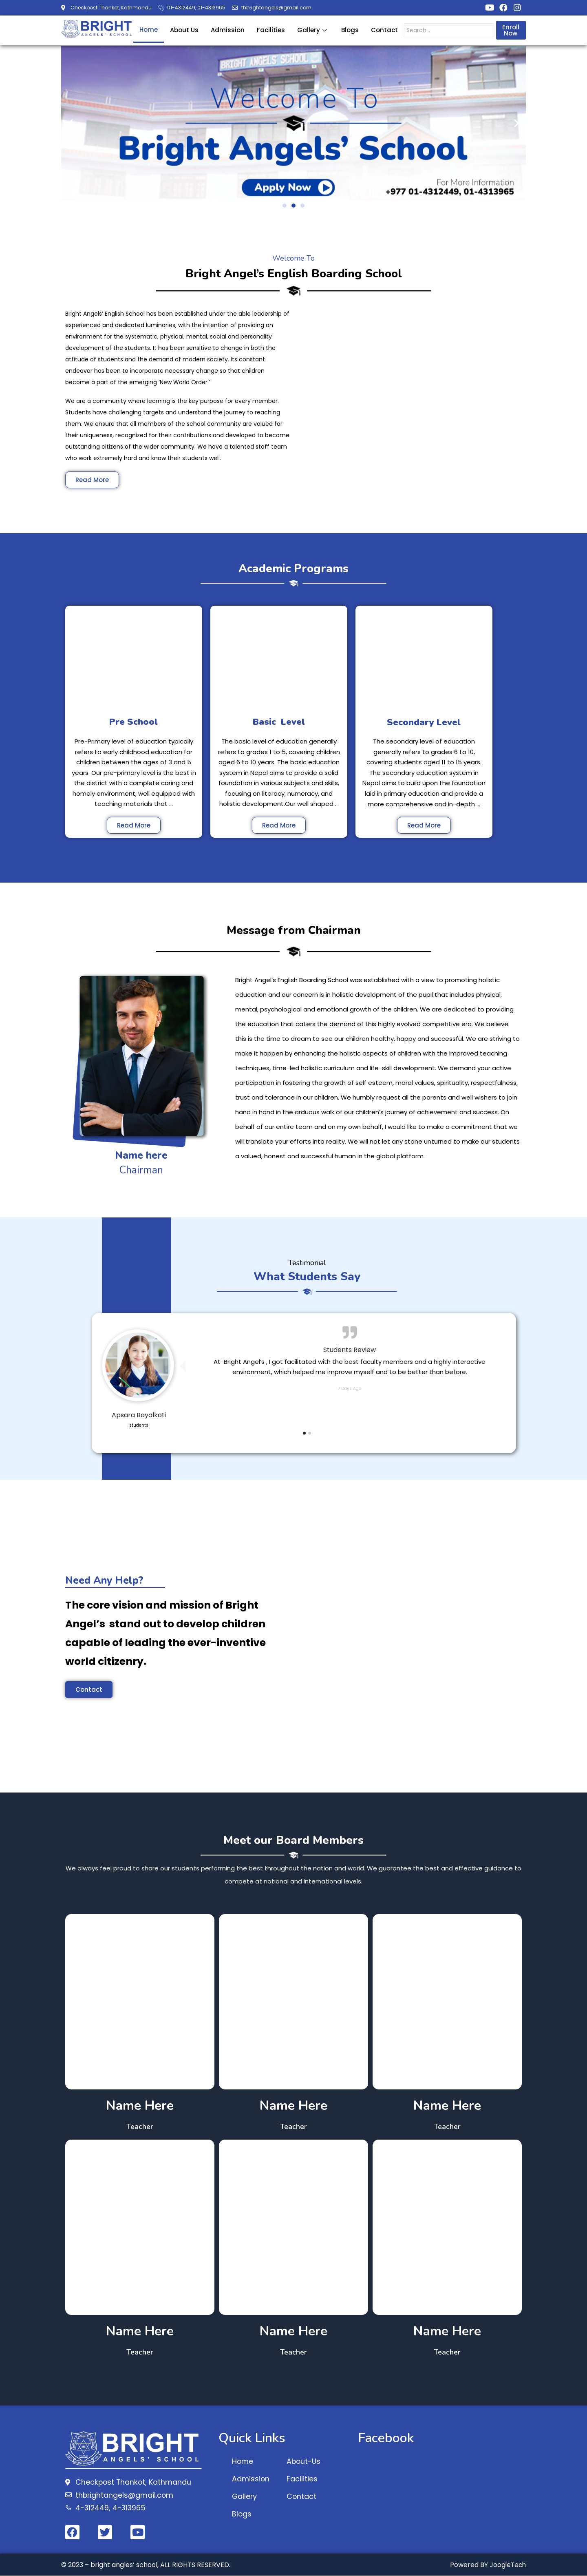 Checkpost Thankot, Kathmandu 01-4312449, 01-4313965 thbrightangels@gmail.com
BRIGHT
ANGELS' SCHOOL
Home About Us Admission Facilities Gallery Blogs Contact Search... Enroll Now
Welcome To
Bright Angels' School
Apply Now
For More Information
+977 01-4312449, 01-4313965
Welcome To
Bright Angel's English Boarding School
Bright Angels' English School has been established under the able leadership of
experienced and dedicated luminaries, with the intention of providing an
environment for the systematic, physical, mental, social and personality
development of the students. It has been sensitive to change in both the
attitude of students and the demand of modern society. Its constant
endeavor has been to incorporate necessary change so that children
become a part of the emerging 'New World Order.'
We are a community where learning is the key purpose for every member.
Students have challenging targets and understand the journey to reaching
them. We ensure that all members of the school community are valued for
their uniqueness, recognized for their contributions and developed to become
outstanding citizens of the wider community. We have a talented staff team
who work extremely hard and know their students well.
Read More
Academic Programs
Pre School
Pre-Primary level of education typically
refers to early childhood education for
children between the ages of 3 and 5
years. Our pre-primary level is the best in
the district with a complete caring and
homely environment, well equipped with
teaching materials that ...
Read More
Basic Level
The basic level of education generally
refers to grades 1 to 5, covering children
aged 6 to 10 years. The basic education
system in Nepal aims to provide a solid
foundation in various subjects and skills,
focusing on literacy, numeracy, and
holistic development.Our well shaped ...
Read More
Secondary Level
The secondary level of education
generally refers to grades 6 to 10,
covering students aged 11 to 15 years.
The secondary education system in
Nepal aims to build upon the foundation
laid in primary education and provide a
more comprehensive and in-depth ...
Read More
Message from Chairman
Bright Angel's English Boarding School was established with a view to promoting holistic
education and our concern is in holistic development of the pupil that includes physical,
mental, psychological and emotional growth of the children. We are dedicated to providing
the education that caters the demand of this highly evolved competitive era. We believe
this is the time to dream to see our children healthy, happy and successful. We are striving to
make it happen by enhancing the holistic aspects of children with the improved teaching
techniques, time-led holistic curriculum and life-skill development. We demand your active
participation in fostering the growth of self esteem, moral values, spirituality, respectfulness,
trust and tolerance in our children. We humbly request all the parents and well wishers to join
hand in hand in the arduous walk of our children's journey of achievement and success. On
behalf of our entire team and on my own behalf, I would like to make a commitment that we
will translate your efforts into reality. We will not let any stone unturned to make our students
a valued, honest and successful human in the global platform.
Name here
Chairman
Testimonial
What Students Say
Students Review
At Bright Angel's , I got facilitated with the best faculty members and a highly interactive
environment, which helped me improve myself and to be better than before.
7 Days Ago
Apsara Bayalkoti
students
Need Any Help?
The core vision and mission of Bright
Angel's stand out to develop children
capable of leading the ever-inventive
world citizenry.
Contact
Meet our Board Members
We always feel proud to share our students performing the best throughout the nation and world. We guarantee the best and effective guidance to
compete at national and international levels.
Name Here Name Here Name Here
Teacher Teacher Teacher
Name Here Name Here Name Here
Teacher Teacher Teacher
BRIGHT
ANGELS' SCHOOL
Checkpost Thankot, Kathmandu
thbrightangels@gmail.com
4-312449, 4-313965
Quick Links
Home About-Us
Admission Facilities
Gallery Contact
Blogs
Facebook
© 2023 – bright angles' school, ALL RIGHTS RESERVED. Powered BY JoogleTech